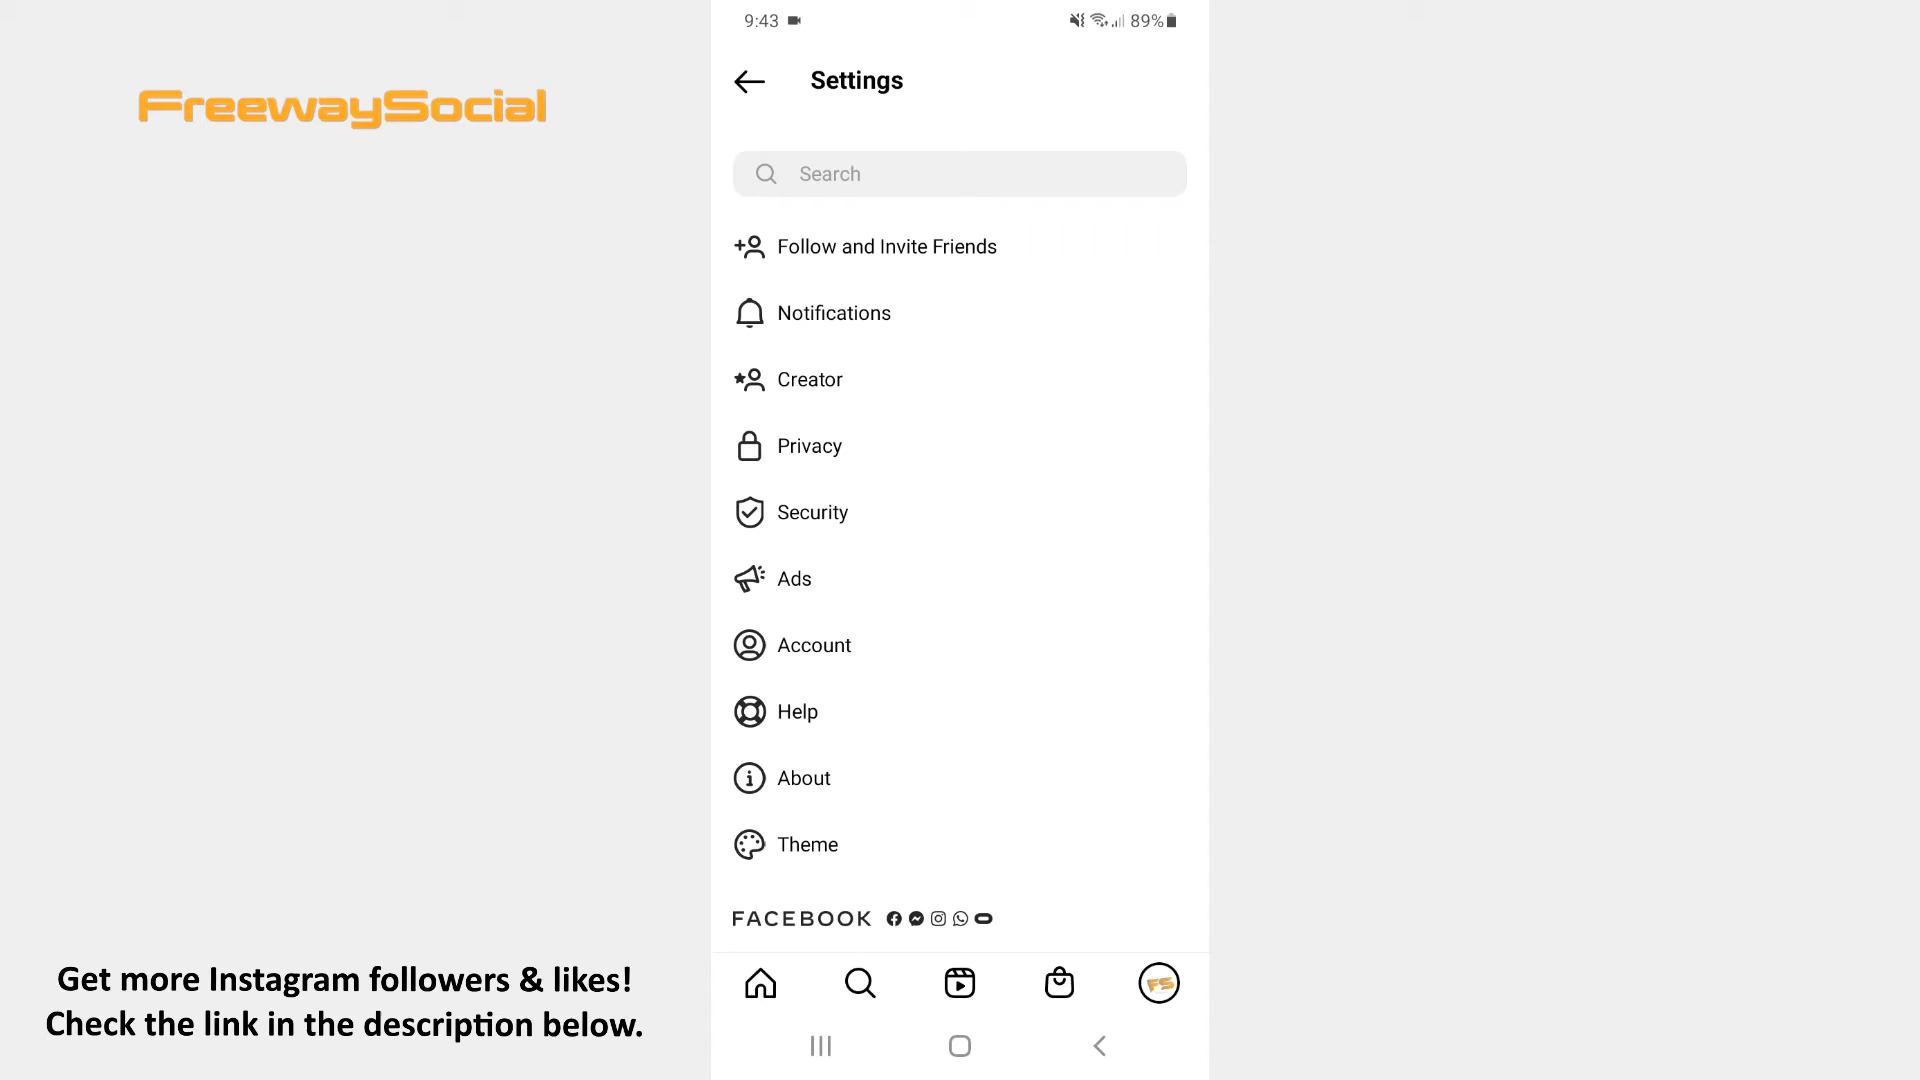 9:43
89%
FreewaySocial
Settings
Search
Follow and Invite Friends
Notifications
Creator
Privacy
Security
Ads
Account
Help
About
Theme
FACEBOOK
FS
Get more Instagram followers & likes!
Check the link in the description below.